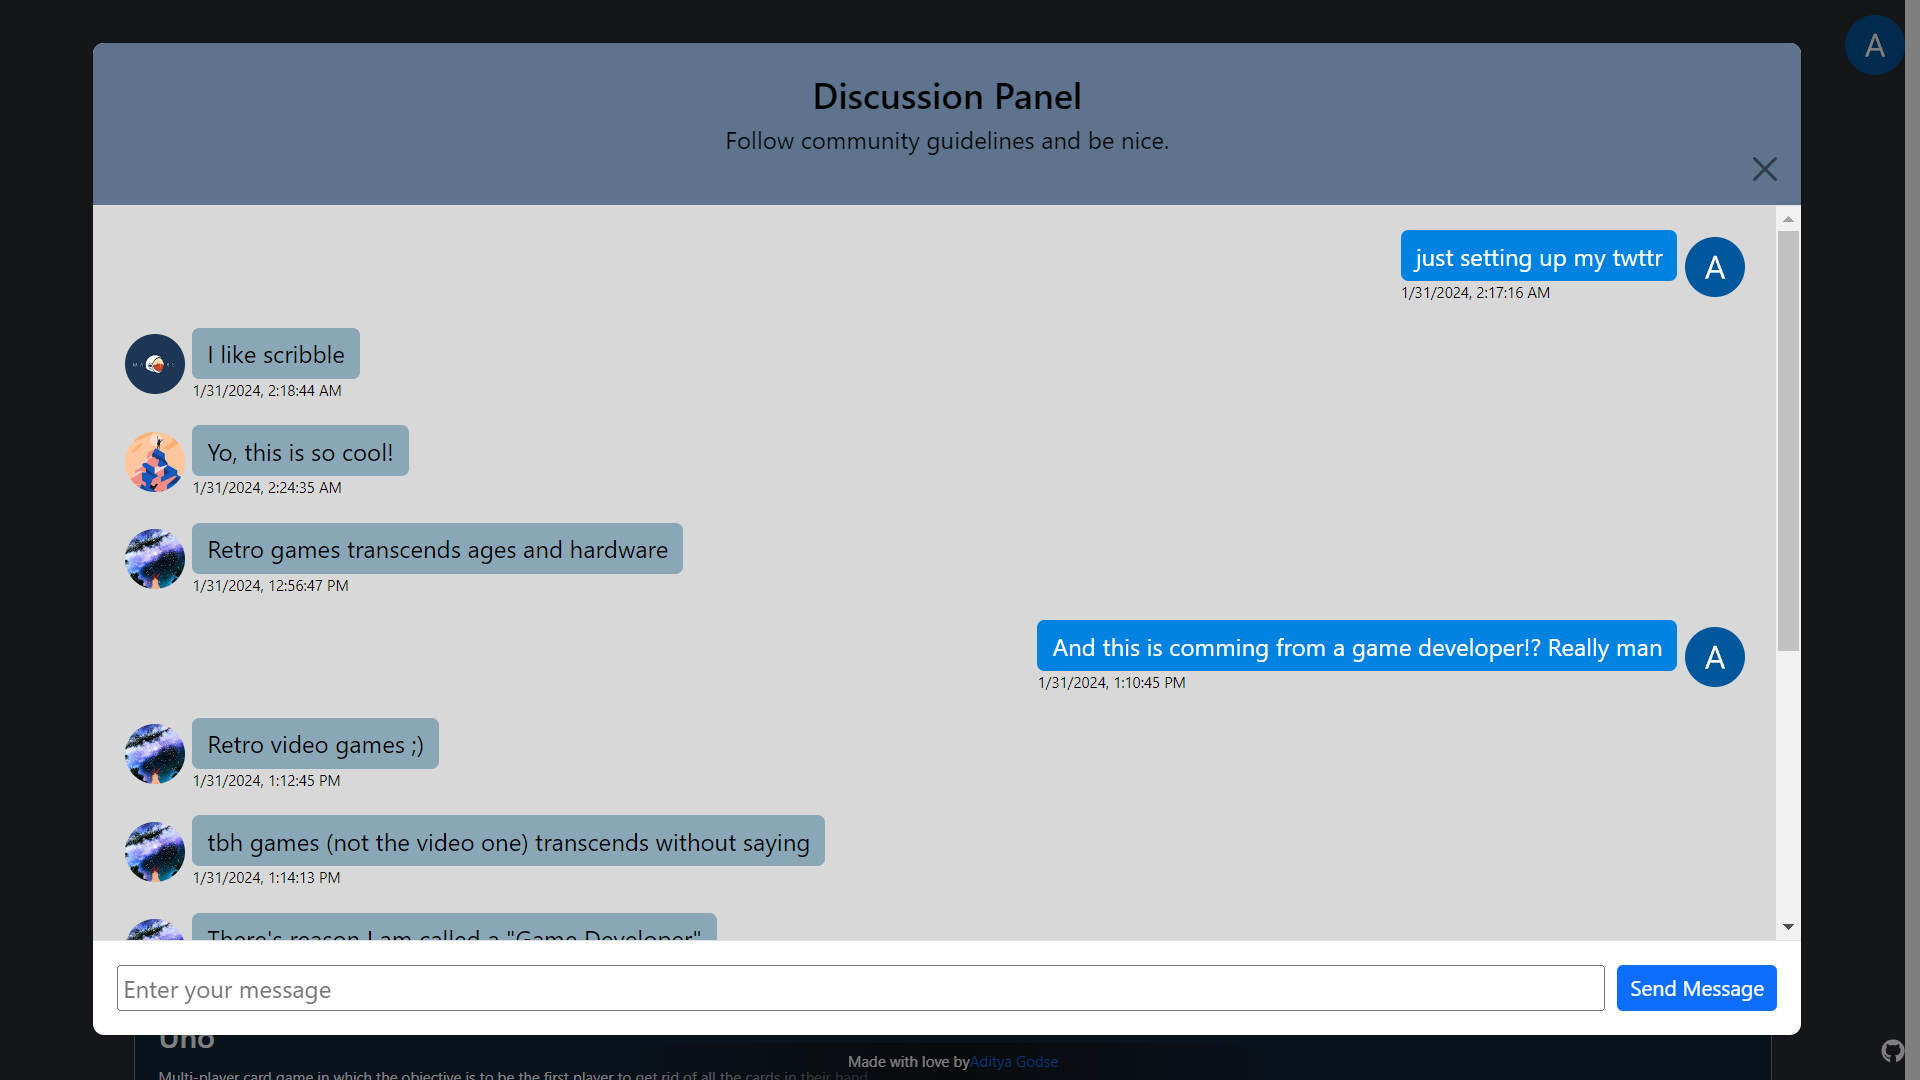 A
Discussion Panel
Follow community guidelines and be nice.
just setting up my twttr
A
1/31/2024, 2:17:16 AM
I like scribble
1/31/2024, 2:18:44 AM
Yo, this is so cool!
1/31/2024, 2:24:35 AM
Retro games transcends ages and hardware
1/31/2024, 12:56:47 PM
And this is comming from a game developer!? Really man
A
1/31/2024, 1:10:45 PM
Retro video games ;)
1/31/2024, 1:12:45 PM
tbh games (not the video one) transcends without saying
1/31/2024, 1:14:13 PM
There's reason I am called a "Game Developer"
Enter your message
Send Message
Uno
Made with love by Aditya Godse
Multi-player card game in which the objective is to be the first player to get rid of all the cards in their hand